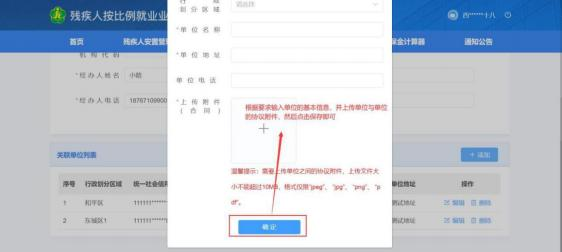 残疾人按比例就业业
西******十八
首页
残疾人安置
保金计算器
通知公告
机构代码
*经办人姓名 小皓
*经办人电话 18767109900
划分区域
请选择
*单位名称
*单位地址
单位电话
*上传附件
(合同)
根据要求输入单位的基本信息，并上传单位与单位
的协议附件，然后点击保存即可
温馨提示：需要上传单位之间的协议附件，上传文件大
小不能超过10MB，格式仅限"jpeg"、"jpg"、"png"、"p
df"。
确 定
关联单位列表
+ 添加
序号 行政划分区域 统一社会信用 单位地址 操作
1 和平区 111111****** 测试地址 编辑 删除
2 东城区1 111111****** 测试地址 编辑 删除